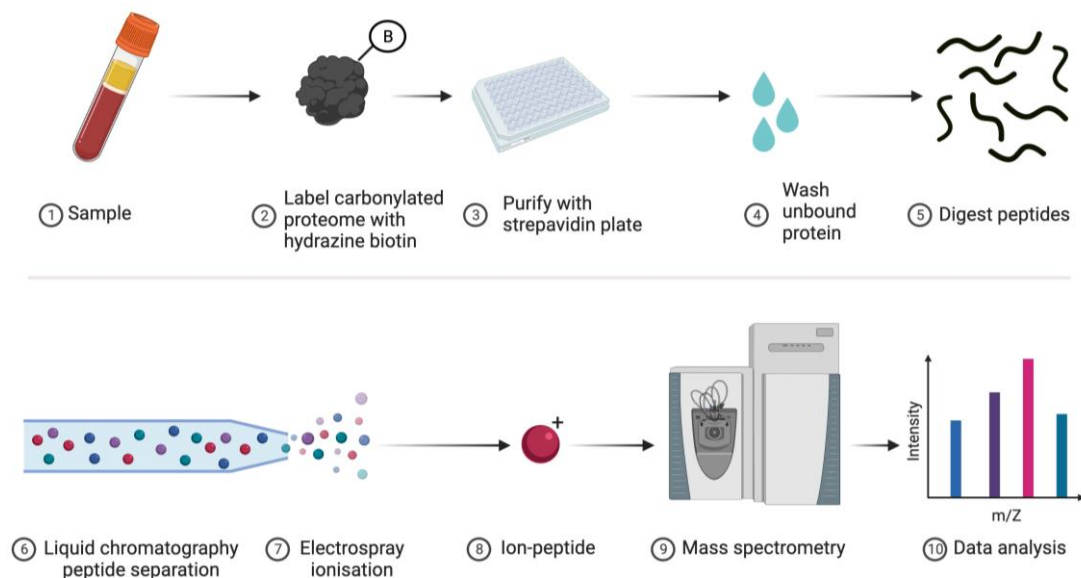 B
① Sample
② Label carbonylated
proteome with
hydrazine biotin
③ Purify with
strepavidin plate
④ Wash
unbound
protein
⑤ Digest peptides
+
Intensity
m/Z
⑥ Liquid chromatography
peptide separation
⑦ Electrospray
ionisation
⑧ Ion-peptide
⑨ Mass spectrometry
⑩ Data analysis